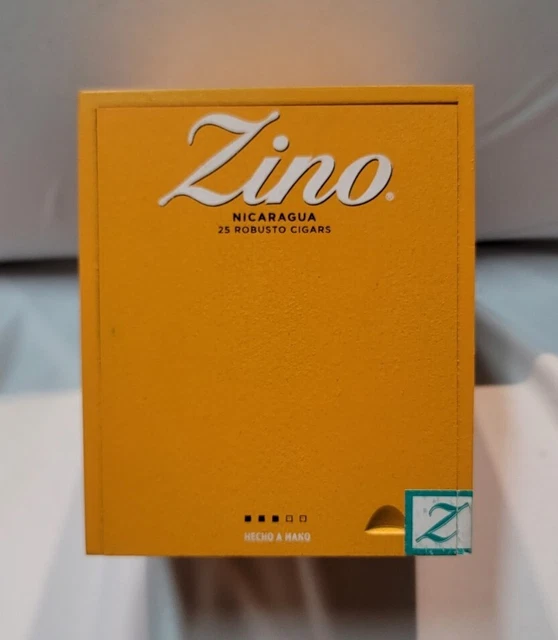 Zino®
NICARAGUA
25 ROBUSTO CIGARS
HECHO A MANO
Z